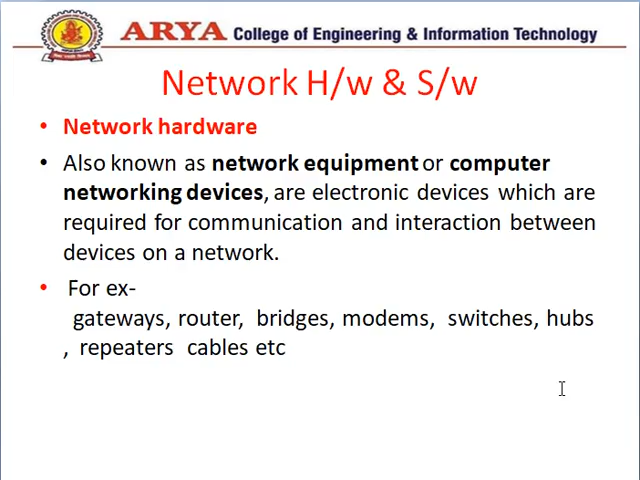 ARYA College of Engineering & Information Technology
Network H/w & S/w
• Network hardware
• Also known as network equipment or computer
networking devices, are electronic devices which are
required for communication and interaction between
devices on a network.
• For ex-
gateways, router, bridges, modems, switches, hubs
, repeaters cables etc